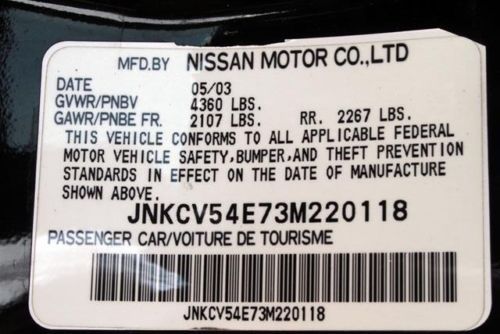 MFD.BY NISSAN MOTOR CO.,LTD
DATE 05/03
GVWR/PNBV 4360 LBS.
GAWR/PNBE FR. 2107 LBS. RR. 2267 LBS.
THIS VEHICLE CONFORMS TO ALL APPLICABLE FEDERAL
MOTOR VEHICLE SAFETY,BUMPER,AND THEFT PREVENTION
STANDARDS IN EFFECT ON THE DATE OF MANUFACTURE
SHOWN ABOVE.
JNKCV54E73M220118
PASSENGER CAR/VOITURE DE TOURISME
JNKCV54E73M220118